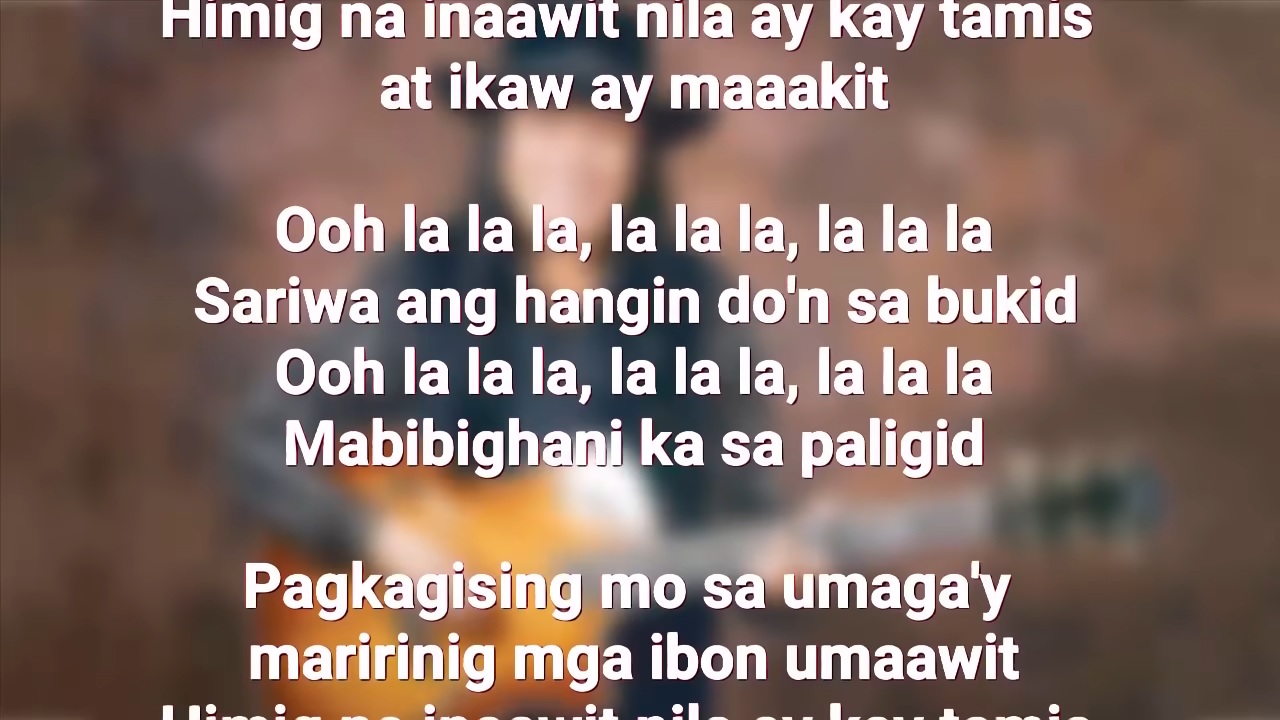 Himig na inaawit nila ay kay tamis
at ikaw ay maaakit
Ooh la la la, la la la, la la la
Sariwa ang hangin do'n sa bukid
Ooh la la la, la la la, la la la
Mabibighani ka sa paligid
Pagkagising mo sa umaga'y
maririnig mga ibon umaawit
Himig na inaawit nila ay kay tamis